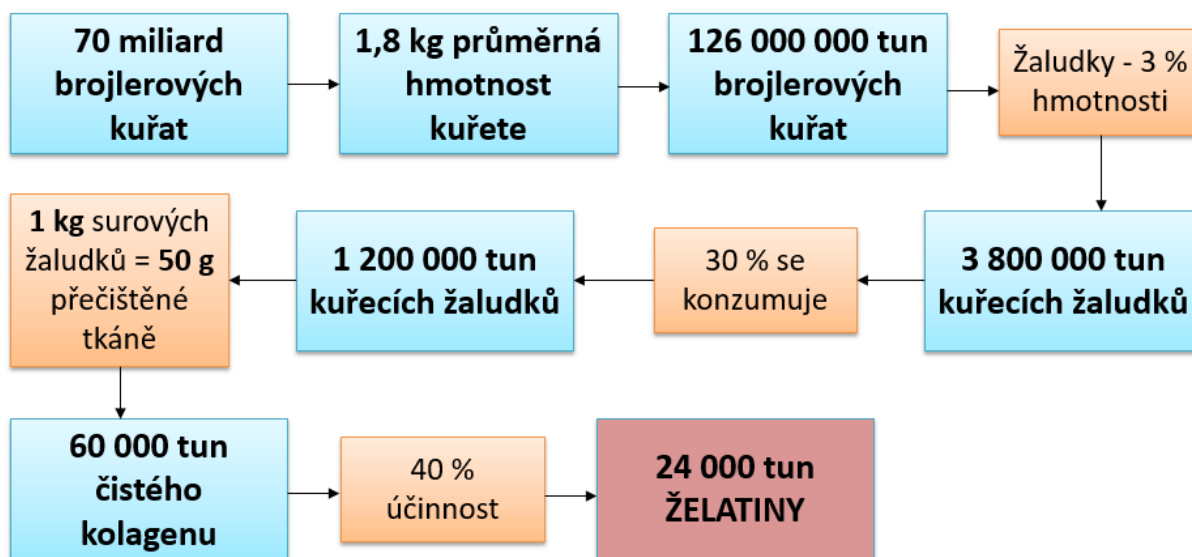 70 miliard
brojlerových
kuřat
1,8 kg průměrná
hmotnost
kuřete
126 000 000 tun
brojlerových
kuřat
Žaludky - 3 %
hmotnosti
3 800 000 tun
kuřecích žaludků
30 % se
konzumuje
1 200 000 tun
kuřecích žaludků
1 kg surových
žaludků = 50 g
přečištěné
tkáně
60 000 tun
čistého
kolagenu
40 %
účinnost
24 000 tun
ŽELATINY